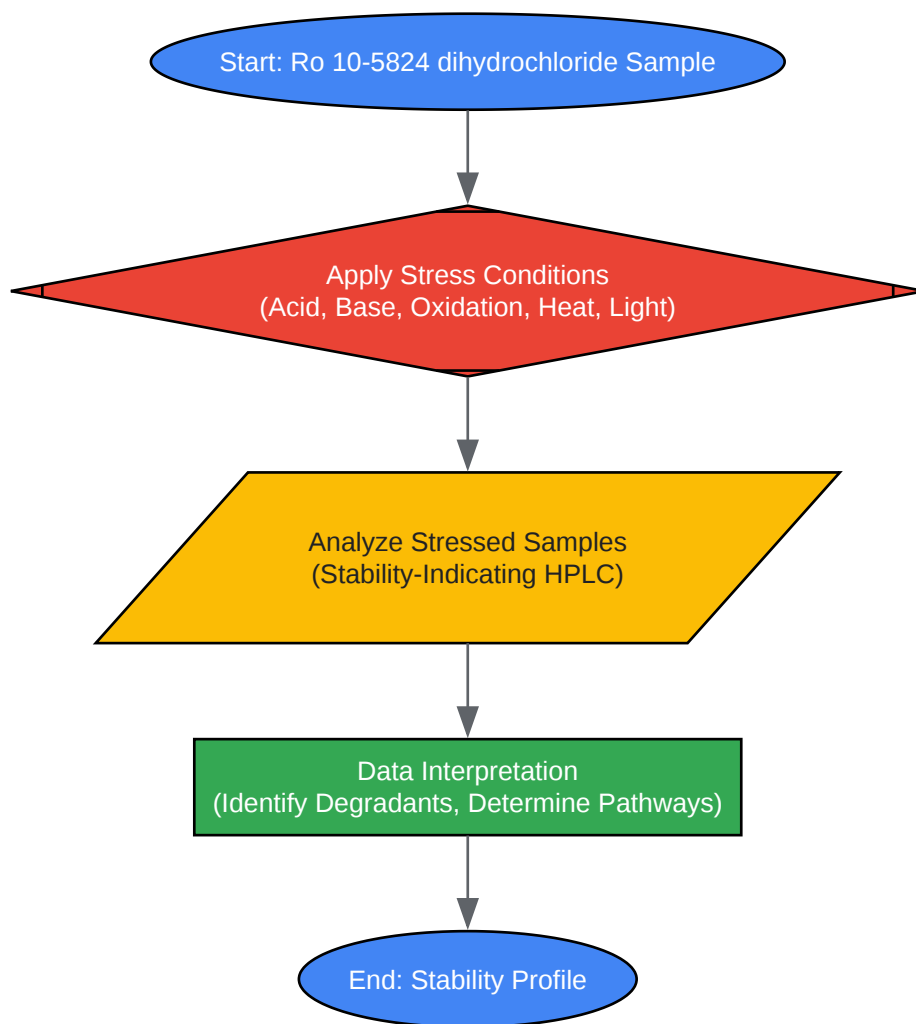 Start: Ro 10-5824 dihydrochloride Sample
Apply Stress Conditions
(Acid, Base, Oxidation, Heat, Light)
Analyze Stressed Samples
(Stability-Indicating HPLC)
Data Interpretation
(Identify Degradants, Determine Pathways)
End: Stability Profile